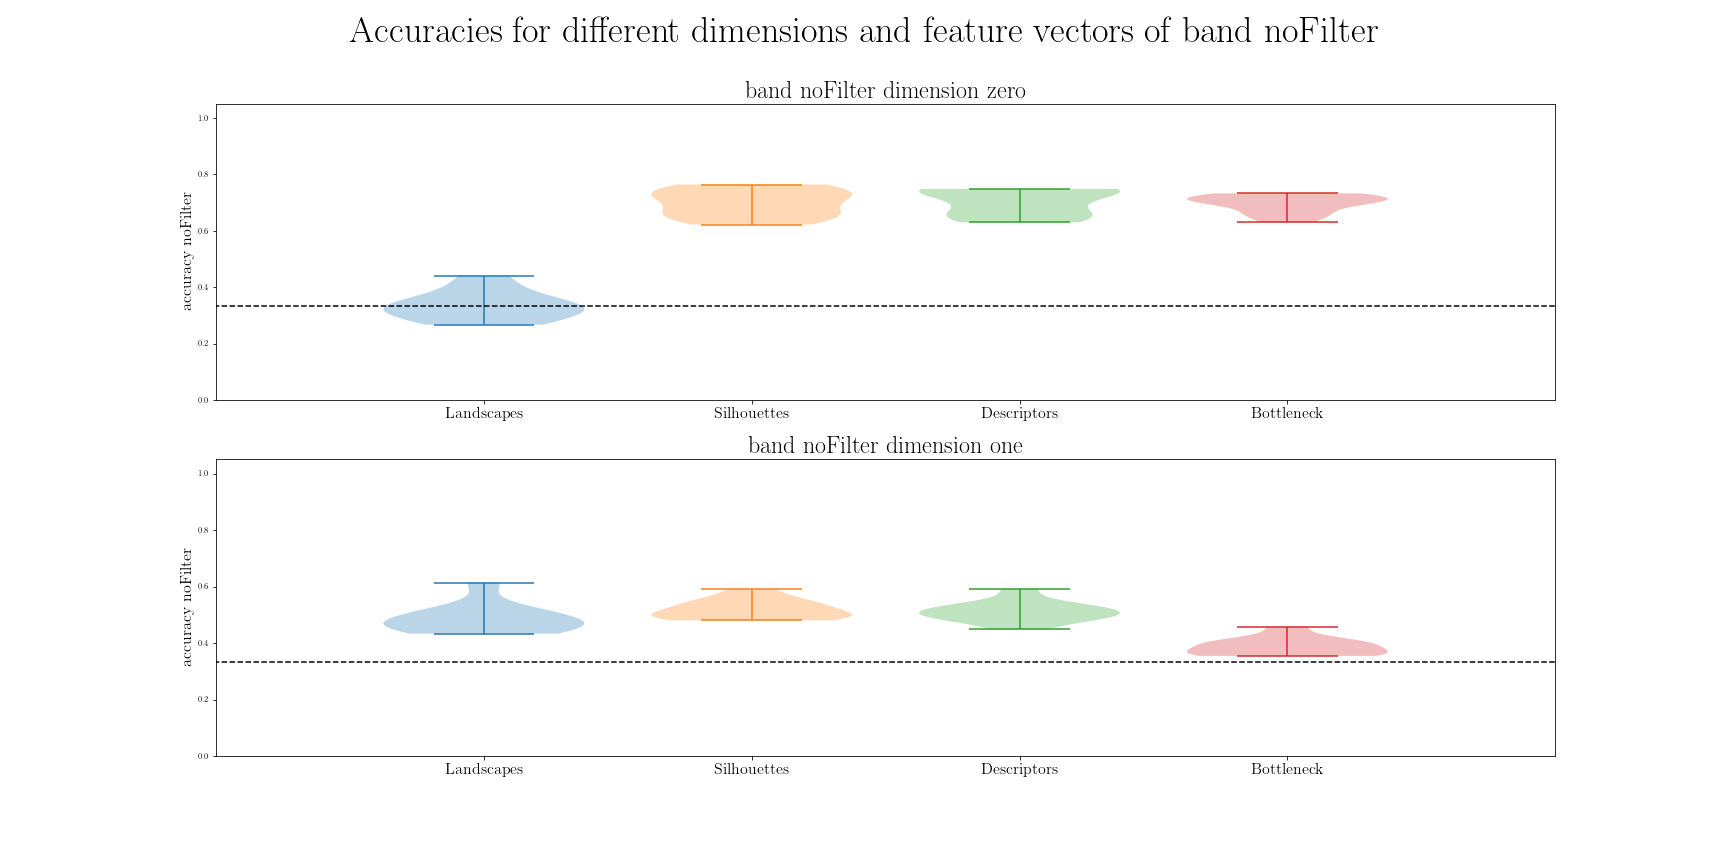 Accuracies for different dimensions and feature vectors of band noFilter
band noFilter dimension zero
accuracy noFilter
1.0
0.8
0.6
0.4
0.2
0.0
Landscapes Silhouettes Descriptors Bottleneck
band noFilter dimension one
accuracy noFilter
1.0
0.8
0.6
0.4
0.2
0.0
Landscapes Silhouettes Descriptors Bottleneck